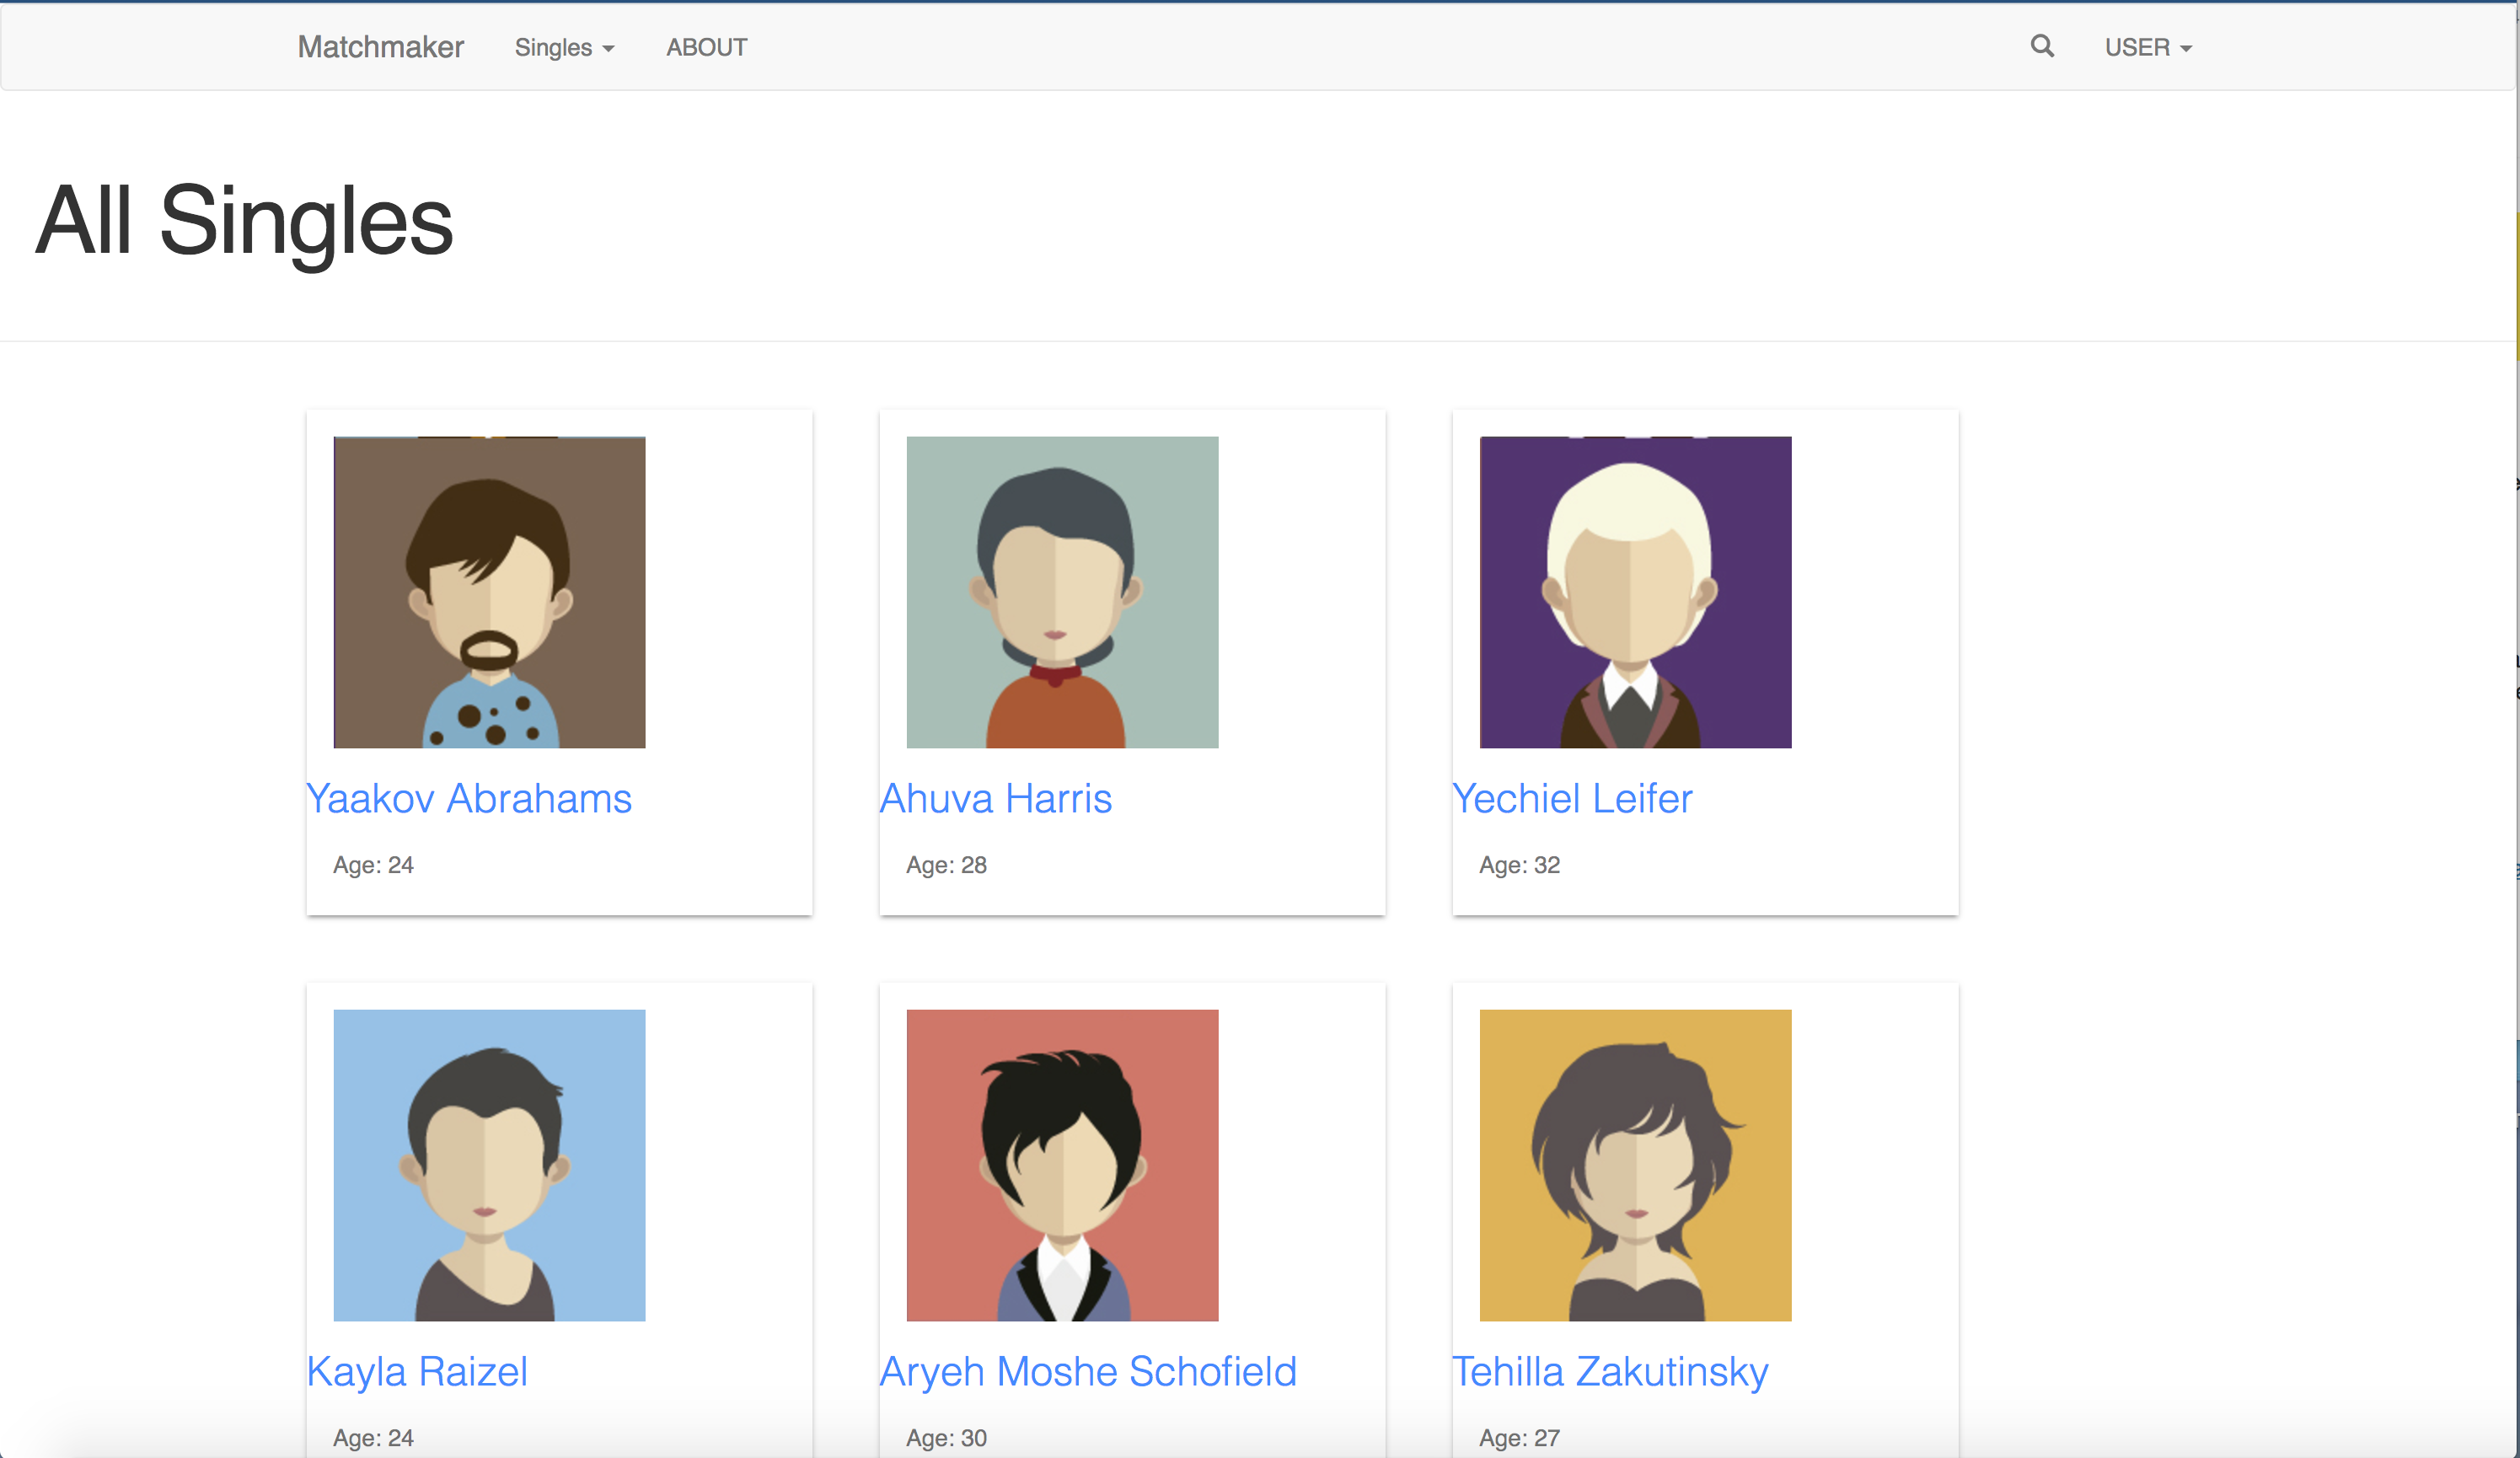 Matchmaker Singles ABOUT USER
All Singles
Yaakov Abrahams Ahuva Harris Yechiel Leifer
Age: 24 Age: 28 Age: 32
Kayla Raizel Aryeh Moshe Schofield Tehilla Zakutinsky
Age: 24 Age: 30 Age: 27